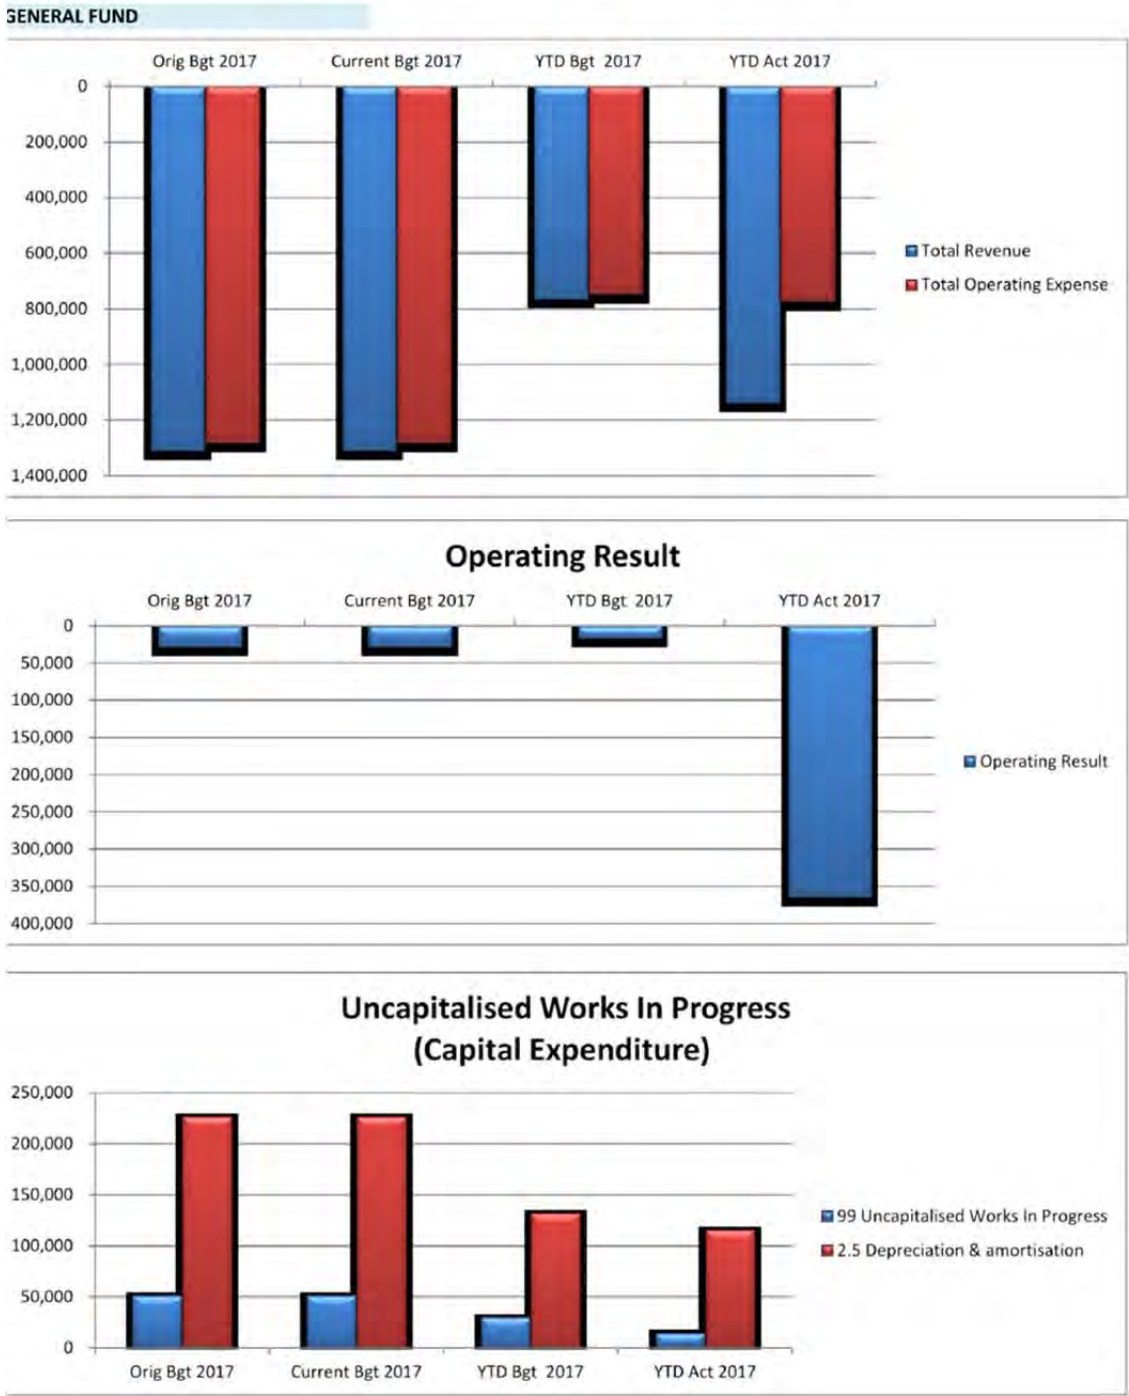 GENERAL FUND
Orig Bgt 2017 Current Bgt 2017 YTD Bgt 2017 YTD Act 2017
0
200,000
400,000
600,000
800,000
1,000,000
1,200,000
1,400,000
Total Revenue
Total Operating Expense
Operating Result
Orig Bgt 2017 Current Bgt 2017 YTD Bgt 2017 YTD Act 2017
0
50,000
100,000
150,000
200,000
250,000
300,000
350,000
400,000
Operating Result
Uncapitalised Works In Progress
(Capital Expenditure)
250,000
200,000
150,000
100,000
50,000
0
Orig Bgt 2017 Current Bgt 2017 YTD Bgt 2017 YTD Act 2017
99 Uncapitalised Works In Progress
2.5 Depreciation & amortisation